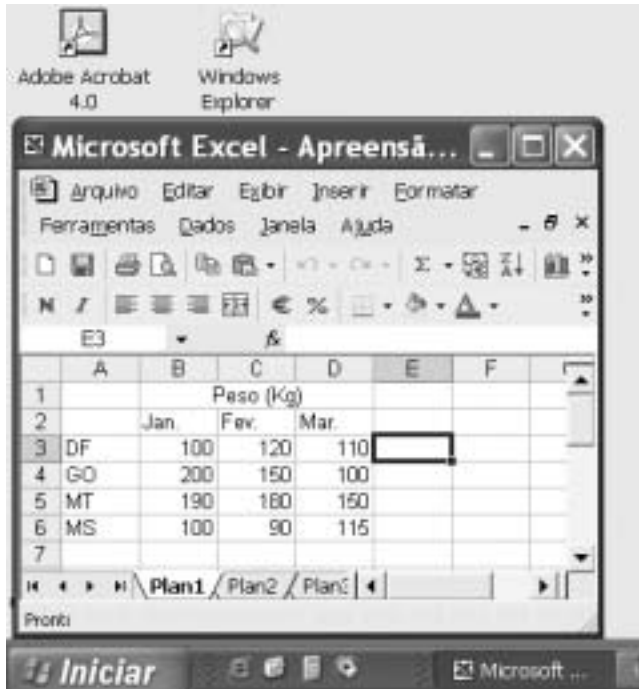 Adobe Acrobat
4.0
Windows
Explorer
Microsoft Excel - Apreensã...
Arquivo Editar Exibir Inserir Formatar
Ferramentas Dados Janela Ajuda
N I € %
E3 fx
A B C D E F
1 Peso (Kg)
2 Jan. Fev. Mar.
3 DF 100 120 110
4 GO 200 150 100
5 MT 190 180 150
6 MS 100 90 115
7
Plan1 Plan2 Plan3
Pronti
Iniciar Microsoft ...